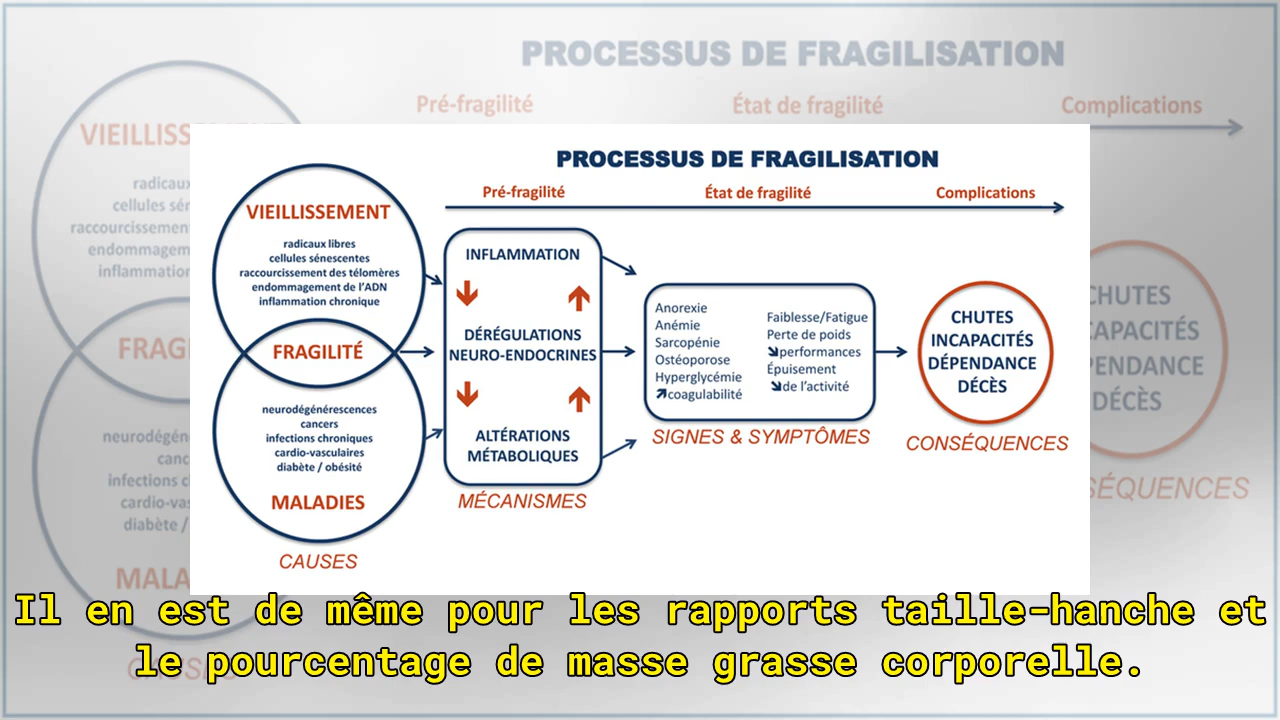 PROCESSUS DE FRAGILISATION
Pré-fragilité
État de fragilité
Complications
VIEILLISSEMENT
radicaux libres
cellules sénescentes
raccourcissement des télomères
endommagement de l'ADN
inflammation chronique
FRAGILITÉ
neurodégénérescences
cancers
infections chroniques
cardio-vasculaires
diabète / obésité
MALADIES
CAUSES
INFLAMMATION
DÉRÉGULATIONS
NEURO-ENDOCRINES
ALTÉRATIONS
MÉTABOLIQUES
MÉCANISMES
Anorexie
Anémie
Sarcopénie
Ostéoporose
Hyperglycémie
↗coagulabilité
Faiblesse/Fatigue
Perte de poids
↘performances
Épuisement
↘de l'activité
SIGNES & SYMPTÔMES
CHUTES
INCAPACITÉS
DÉPENDANCE
DÉCÈS
CONSÉQUENCES
Il en est de même pour les rapports taille-hanche et
le pourcentage de masse grasse corporelle.